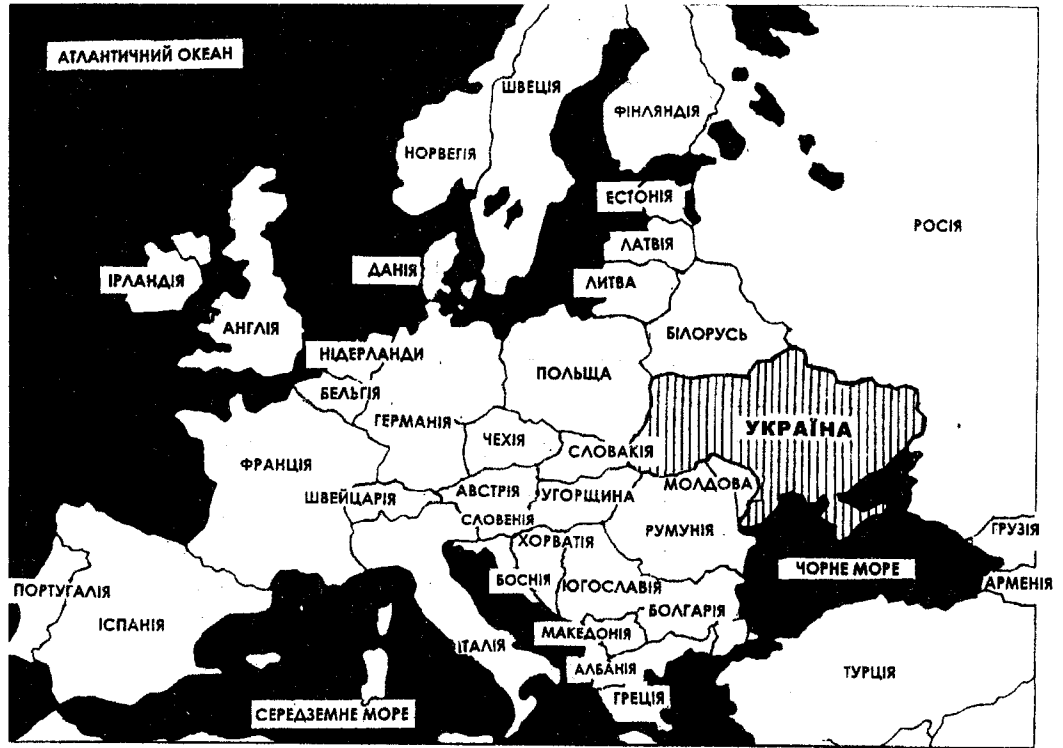 АТЛАНТИЧНИЙ ОКЕАН
ШВЕЦІЯ
ФІНЛЯНДІЯ
НОРВЕГІЯ
ЕСТОНІЯ
РОСІЯ
ЛАТВІЯ
ДАНІЯ
ІРЛАНДІЯ
ЛИТВА
АНГЛІЯ
БІЛОРУСЬ
НІДЕРЛАНДИ
ПОЛЬЩА
БЕЛЬГІЯ
ГЕРМАНІЯ
УКРАЇНА
ЧЕХІЯ
СЛОВАКІЯ
ФРАНЦІЯ
МОЛДОВА
ШВЕЙЦАРІЯ
АВСТРІЯ
УГОРЩИНА
СЛОВЕНІЯ
РУМУНІЯ
ГРУЗІЯ
ХОРВАТІЯ
ЧОРНЕ МОРЕ
БОСНІЯ
ЮГОСЛАВІЯ
АРМЕНІЯ
ПОРТУГАЛІЯ
ІСПАНІЯ
БОЛГАРІЯ
МАКЕДОНІЯ
ІТАЛІЯ
АЛБАНІЯ
ТУРЦІЯ
ГРЕЦІЯ
СЕРЕДЗЕМНЕ МОРЕ